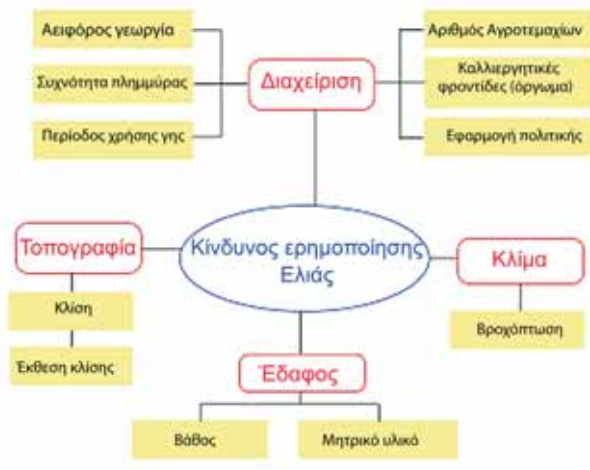 Αειφόρος γεωργία
Συχνότητα πλημμύρας
Περίοδος χρήσης γης
Διαχείριση
Αριθμός Αγροτεμαχίων
Καλλιεργητικές
φροντίδες (όργωμα)
Εφαρμογή πολιτικής
Τοπογραφία
Κλίση
Έκθεση κλίσης
Κίνδυνος ερημοποίησης
Ελιάς
Κλίμα
Βροχόπτωση
Έδαφος
Βάθος
Μητρικό υλικό